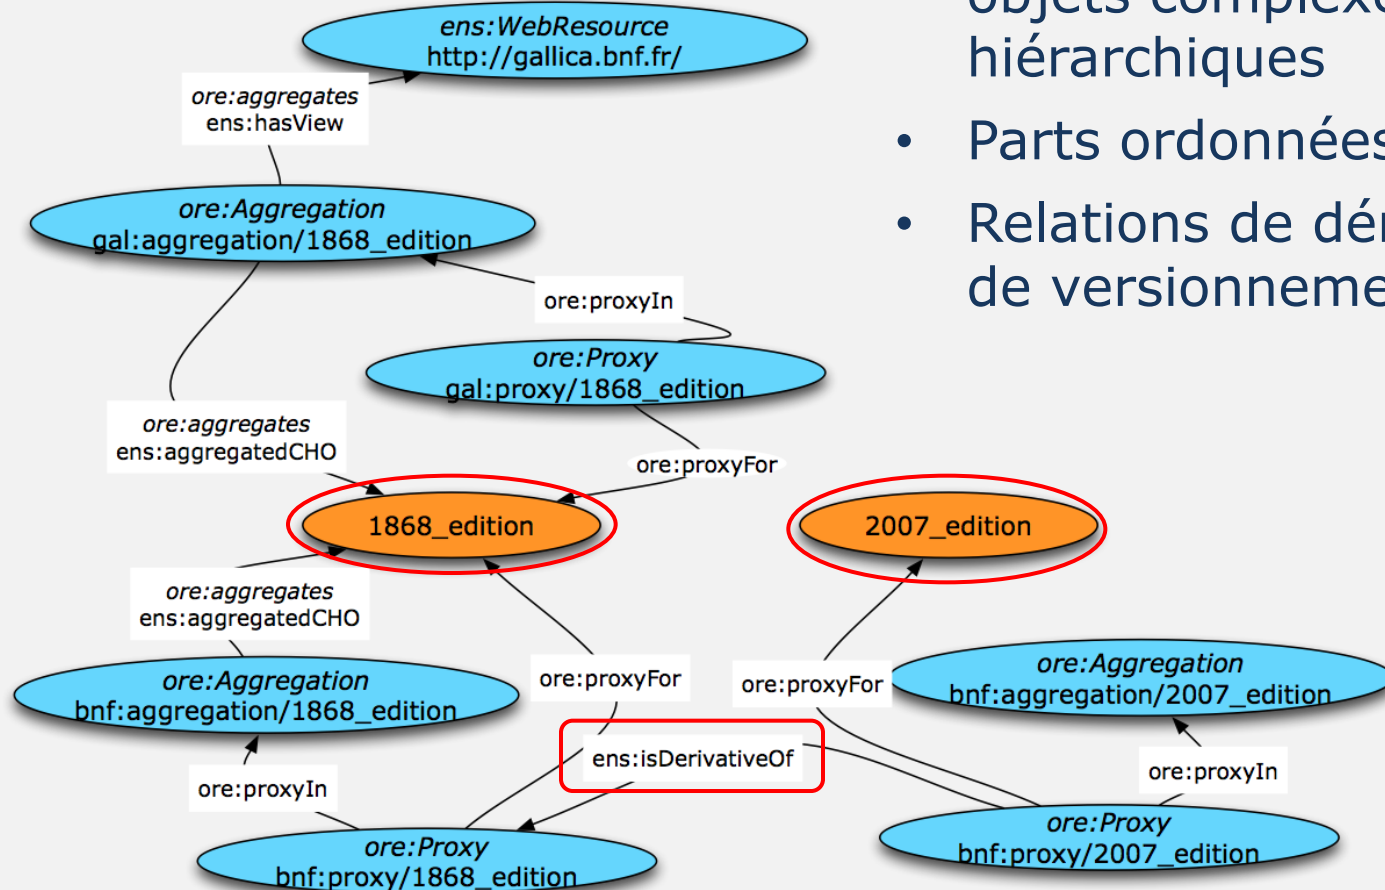 ens:WebResource
http://gallica.bnf.fr/
ore:aggregates
ens:hasView
ore:Aggregation
gal:aggregation/1868_edition
ore:proxyIn
ore:Proxy
gal:proxy/1868_edition
ore:aggregates
ens:aggregatedCHO
ore:proxyFor
1868_edition
2007_edition
ore:aggregates
ens:aggregatedCHO
ore:proxyFor
ore:proxyFor
ore:Aggregation
bnf:aggregation/2007_edition
ore:Aggregation
bnf:aggregation/1868_edition
ens:isDerivativeOf
ore:proxyIn
ore:proxyIn
ore:Proxy
bnf:proxy/1868_edition
ore:Proxy
bnf:proxy/2007_edition
objets
hiérarchiques
• Parts ordonnées
• Relations de
de